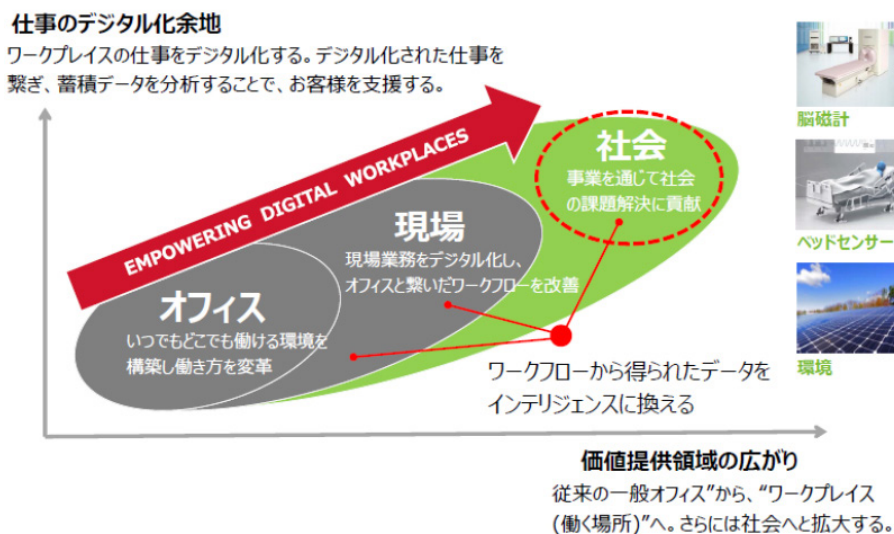 仕事のデジタル化余地
ワークプレイスの仕事をデジタル化する。デジタル化された仕事を
繋ぎ、蓄積データを分析することで、お客様を支援する。
EMPOWERING DIGITAL WORKPLACES
社会
事業を通じて社会
の課題解決に貢献
現場
現場業務をデジタル化し、
オフィスと繋いだワークフローを改善
オフィス
いつでもどこでも働ける環境を
構築し働き方を変革
ワークフローから得られたデータを
インテリジェンスに換える
脳磁計
ベッドセンサー
環境
価値提供領域の広がり
従来の一般オフィス”から、“ワークプレイス
(働く場所)”へ。さらには社会へと拡大する。